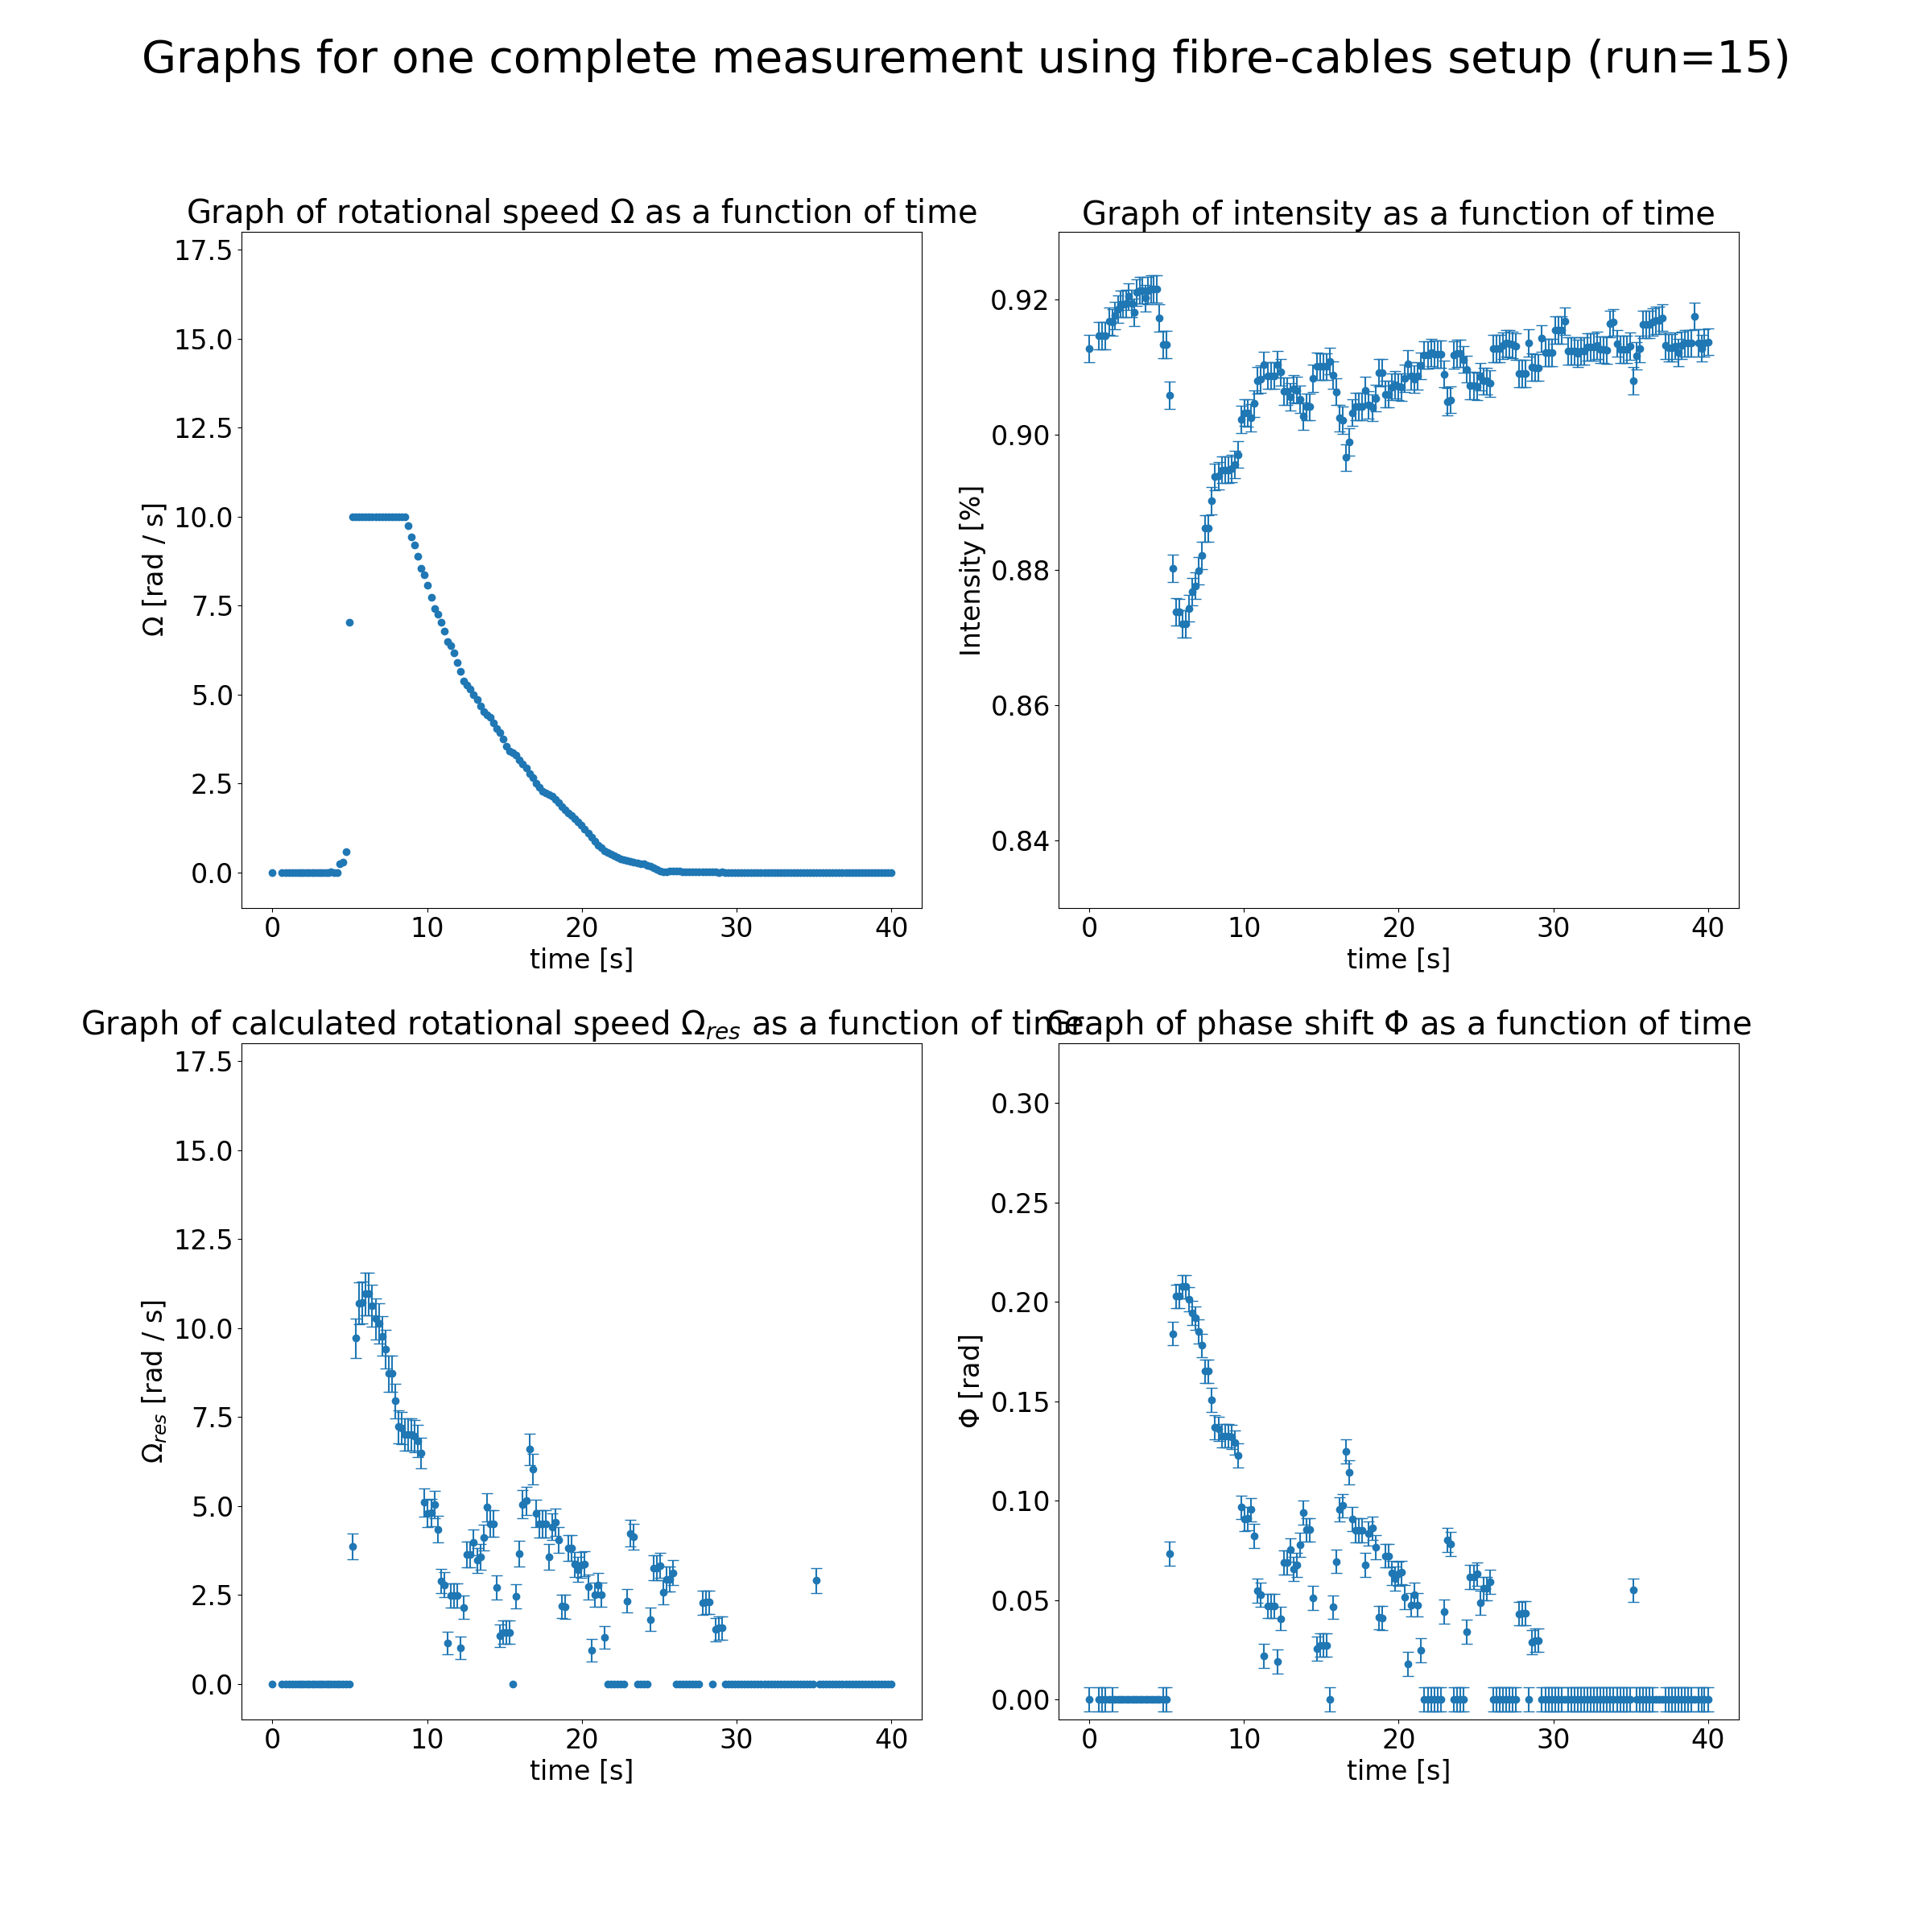 Graphs for one complete measurement using fibre-cables setup (run=15)
Graph of rotational speed Ω as a function of time
17.5
15.0
12.5
10.0
7.5
5.0
2.5
0.0
Ω [rad / s]
0 10 20 30 40
time [s]
Graph of intensity as a function of time
0.92
0.90
0.88
0.86
0.84
Intensity [%]
0 10 20 30 40
time [s]
Graph of calculated rotational speed Ωres as a function of time
17.5
15.0
12.5
10.0
7.5
5.0
2.5
0.0
Ωres [rad / s]
0 10 20 30 40
time [s]
Graph of phase shift Φ as a function of time
0.30
0.25
0.20
0.15
0.10
0.05
0.00
Φ [rad]
0 10 20 30 40
time [s]